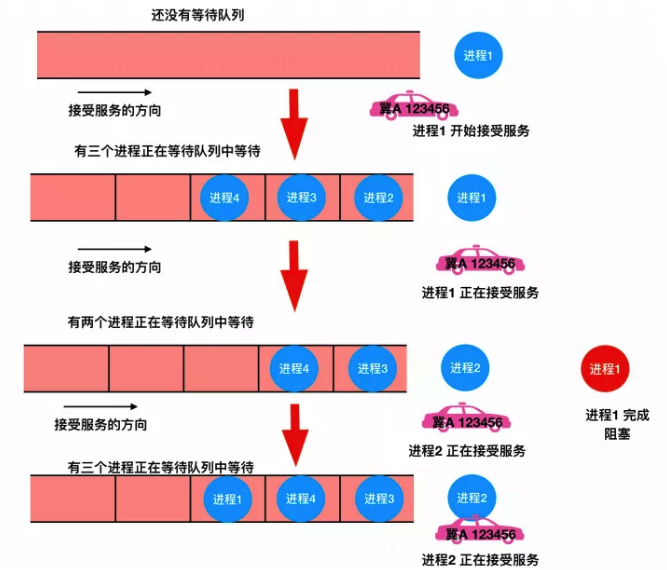 还没有等待队列
进程1
接受服务的方向
冀A 123456
进程1 开始接受服务
有三个进程正在等待队列中等待
进程4
进程3
进程2
进程1
接受服务的方向
冀A 123456
进程1 正在接受服务
有两个进程正在等待队列中等待
进程4
进程3
进程2
进程1
接受服务的方向
冀A 123456
进程2 正在接受服务
进程1 完成
阻塞
有三个进程正在等待队列中等待
进程1
进程4
进程3
进程2
冀A 123456
进程2 正在接受服务